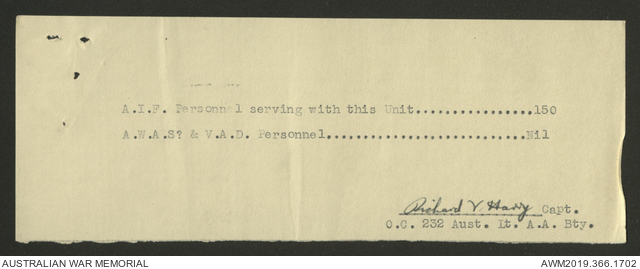 A.I.F. Personnel serving with this Unit................150
A.W.A.S? & V.A.D. Personnel...........................Nil
Richard V. Harry Capt.
O.C. 232 Aust. Lt. A.A. Bty.
AUSTRALIAN WAR MEMORIAL
AWM2019.366.1702